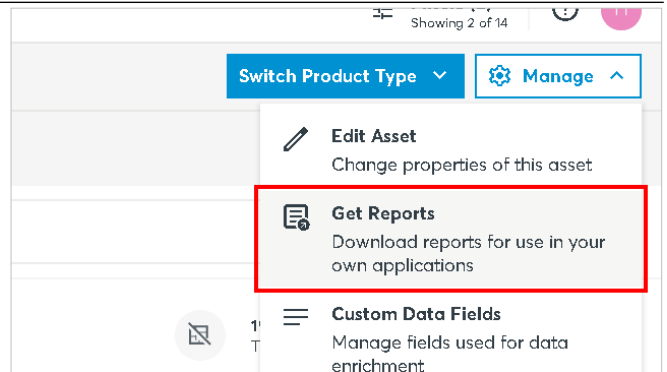 Showing 2 of 14
Switch Product Type
Manage
Edit Asset
Change properties of this asset
Get Reports
Download reports for use in your
own applications
Custom Data Fields
Manage fields used for data
enrichment